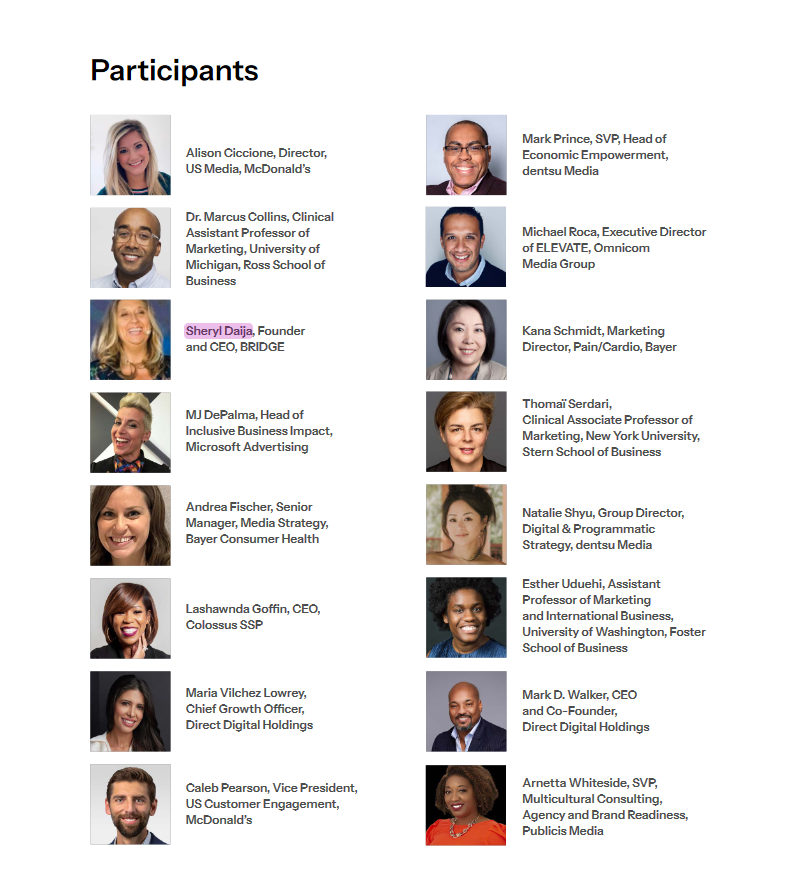 Participants
Alison Ciccione, Director,
US Media, McDonald's
Dr. Marcus Collins, Clinical
Assistant Professor of
Marketing, University of
Michigan, Ross School of
Business
Sheryl Daija, Founder
and CEO, BRIDGE
MJ DePalma, Head of
Inclusive Business Impact,
Microsoft Advertising
Andrea Fischer, Senior
Manager, Media Strategy,
Bayer Consumer Health
Lashawnda Goffin, CEO,
Colossus SSP
Maria Vilchez Lowrey,
Chief Growth Officer,
Direct Digital Holdings
Caleb Pearson, Vice President,
US Customer Engagement,
McDonald's
Mark Prince, SVP, Head of
Economic Empowerment,
dentsu Media
Michael Roca, Executive Director
of ELEVATE, Omnicom
Media Group
Kana Schmidt, Marketing
Director, Pain/Cardio, Bayer
Thomaï Serdari,
Clinical Associate Professor of
Marketing, New York University,
Stern School of Business
Natalie Shyu, Group Director,
Digital & Programmatic
Strategy, dentsu Media
Esther Uduehi, Assistant
Professor of Marketing
and International Business,
University of Washington, Foster
School of Business
Mark D. Walker, CEO
and Co-Founder,
Direct Digital Holdings
Arnetta Whiteside, SVP,
Multicultural Consulting,
Agency and Brand Readiness,
Publicis Media